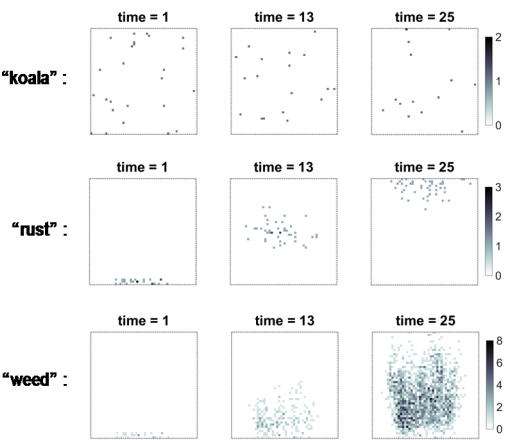 time = 1 time = 13 time = 25
“koala” :
2
1
0
time = 1 time = 13 time = 25
“rust” :
3
2
1
0
time = 1 time = 13 time = 25
“weed” :
8
6
4
2
0